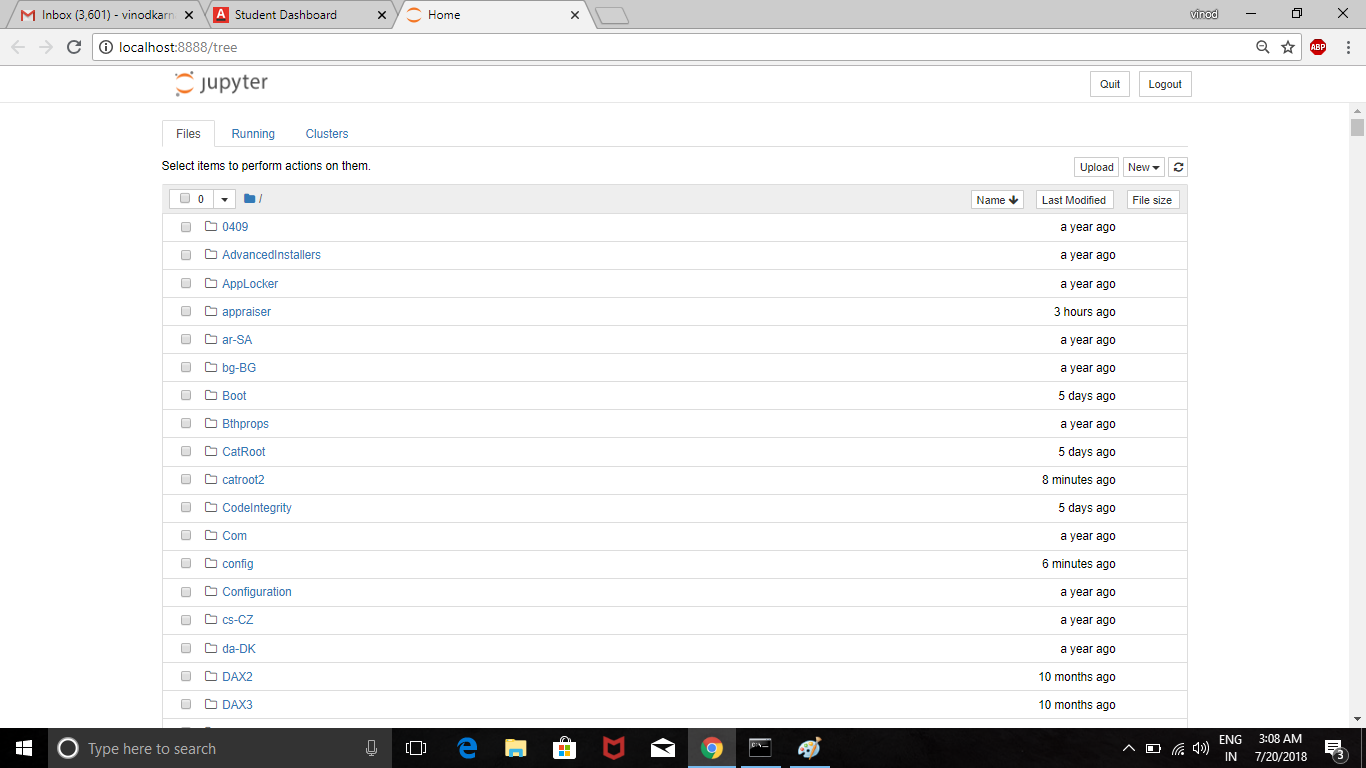 Inbox (3,601) - vinodkarn
Student Dashboard
Home
vinod
localhost:8888/tree
ABP
jupyter
Quit
Logout
Files
Running
Clusters
Select items to perform actions on them.
Upload
New
0
/
Name
Last Modified
File size
0409 a year ago
AdvancedInstallers a year ago
AppLocker a year ago
appraiser 3 hours ago
ar-SA a year ago
bg-BG a year ago
Boot 5 days ago
Bthprops a year ago
CatRoot 5 days ago
catroot2 8 minutes ago
CodeIntegrity 5 days ago
Com a year ago
config 6 minutes ago
Configuration a year ago
cs-CZ a year ago
da-DK a year ago
DAX2 10 months ago
DAX3 10 months ago
Type here to search
ENG
IN
3:08 AM
7/20/2018
3